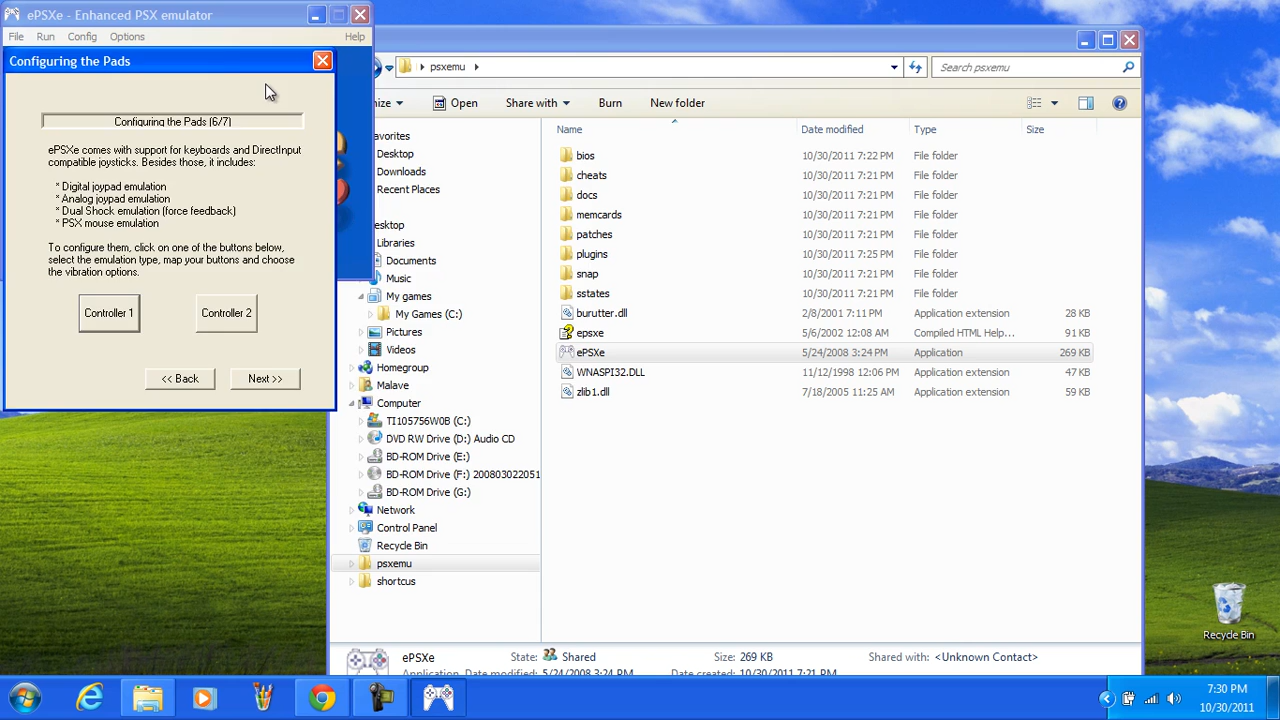 ePSXe - Enhanced PSX emulator
File Run Config Options Help
Configuring the Pads
Configuring the Pads (6/7)
ePSXe comes with support for keyboards and DirectInput
compatible joysticks. Besides those, it includes:
* Digital joypad emulation
* Analog joypad emulation
* Dual Shock emulation (force feedback)
* PSX mouse emulation
To configure them, click on one of the buttons below,
select the emulation type, map your buttons and choose
the vibration options.
Controller 1 Controller 2
<< Back Next >>
psxemu
Search psxemu
nize Open Share with Burn New folder
avorites
Desktop
Downloads
Recent Places
esktop
Libraries
Documents
Music
My games
My Games (C:)
Pictures
Videos
Homegroup
Malave
Computer
TI105756W0B (C:)
DVD RW Drive (D:) Audio CD
BD-ROM Drive (E:)
BD-ROM Drive (F:) 200803022051
BD-ROM Drive (G:)
Network
Control Panel
Recycle Bin
psxemu
shortcus
Name Date modified Type Size
bios 10/30/2011 7:22 PM File folder
cheats 10/30/2011 7:21 PM File folder
docs 10/30/2011 7:21 PM File folder
memcards 10/30/2011 7:21 PM File folder
patches 10/30/2011 7:21 PM File folder
plugins 10/30/2011 7:25 PM File folder
snap 10/30/2011 7:21 PM File folder
sstates 10/30/2011 7:21 PM File folder
burutter.dll 2/8/2001 7:11 PM Application extension 28 KB
epsxe 5/6/2002 12:08 AM Compiled HTML Help... 91 KB
ePSXe 5/24/2008 3:24 PM Application 269 KB
WNASPI32.DLL 11/12/1998 12:06 PM Application extension 47 KB
zlib1.dll 7/18/2005 11:25 AM Application extension 59 KB
ePSXe State: Shared Size: 269 KB Shared with: <Unknown Contact>
Application Date modified: 5/24/2008 3:24 PM Date created: 10/30/2011 7:21 PM
Recycle Bin
7:30 PM
10/30/2011